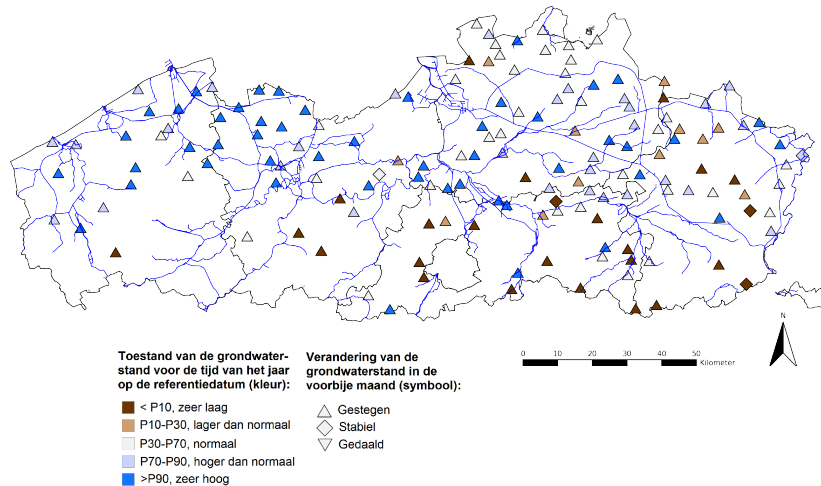 N
0 10 20 30 40 50
Kilometer
Toestand van de grondwater-
stand voor de tijd van het jaar
op de referentiedatum (kleur):
< P10, zeer laag
P10-P30, lager dan normaal
P30-P70, normaal
P70-P90, hoger dan normaal
>P90, zeer hoog
Verandering van de
grondwaterstand in de
voorbije maand (symbool):
Gestegen
Stabiel
Gedaald